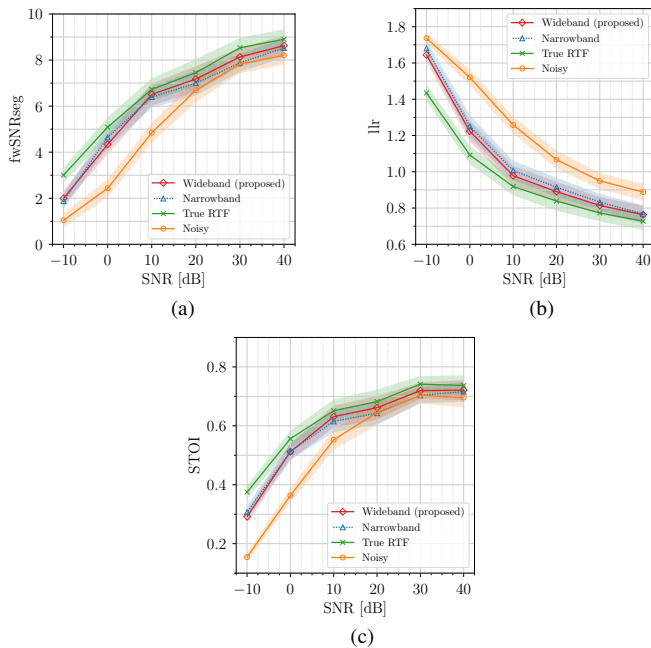 10
8
6
4
2
0
fwSNRseg
Wideband (proposed)
Narrowband
True RTF
Noisy
−10 0 10 20 30 40
SNR [dB]
(a)
1.8
1.6
1.4
1.2
1.0
0.8
0.6
llr
Wideband (proposed)
Narrowband
True RTF
Noisy
−10 0 10 20 30 40
SNR [dB]
(b)
0.8
0.6
0.4
0.2
STOI
Wideband (proposed)
Narrowband
True RTF
Noisy
−10 0 10 20 30 40
SNR [dB]
(c)